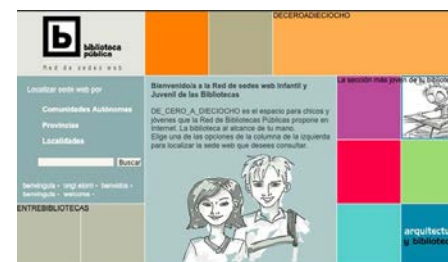 DECEROADIECIOCHO
b
biblioteca
pública
Red de sedes web
Localizar sede web por
Comunidades Autónomas
Provincias
Localidades
Buscar
benvinguts - ongi etorri - benvidos -
benvinguts - welcome -
ENTREBIBLIOTECAS
Bienvenido/a a la Red de sedes web Infantil y
Juvenil de las Bibliotecas
DE_CERO_A_DIECIOCHO es el espacio para chicos y
jóvenes que la Red de Bibliotecas Públicas propone en
Internet. La biblioteca al alcance de tu mano.
Elige una de las opciones de la columna de la izquierda
para localizar la sede web que desees consultar.
La sección más joven de tu biblioteca
arquitectu
y bibliote